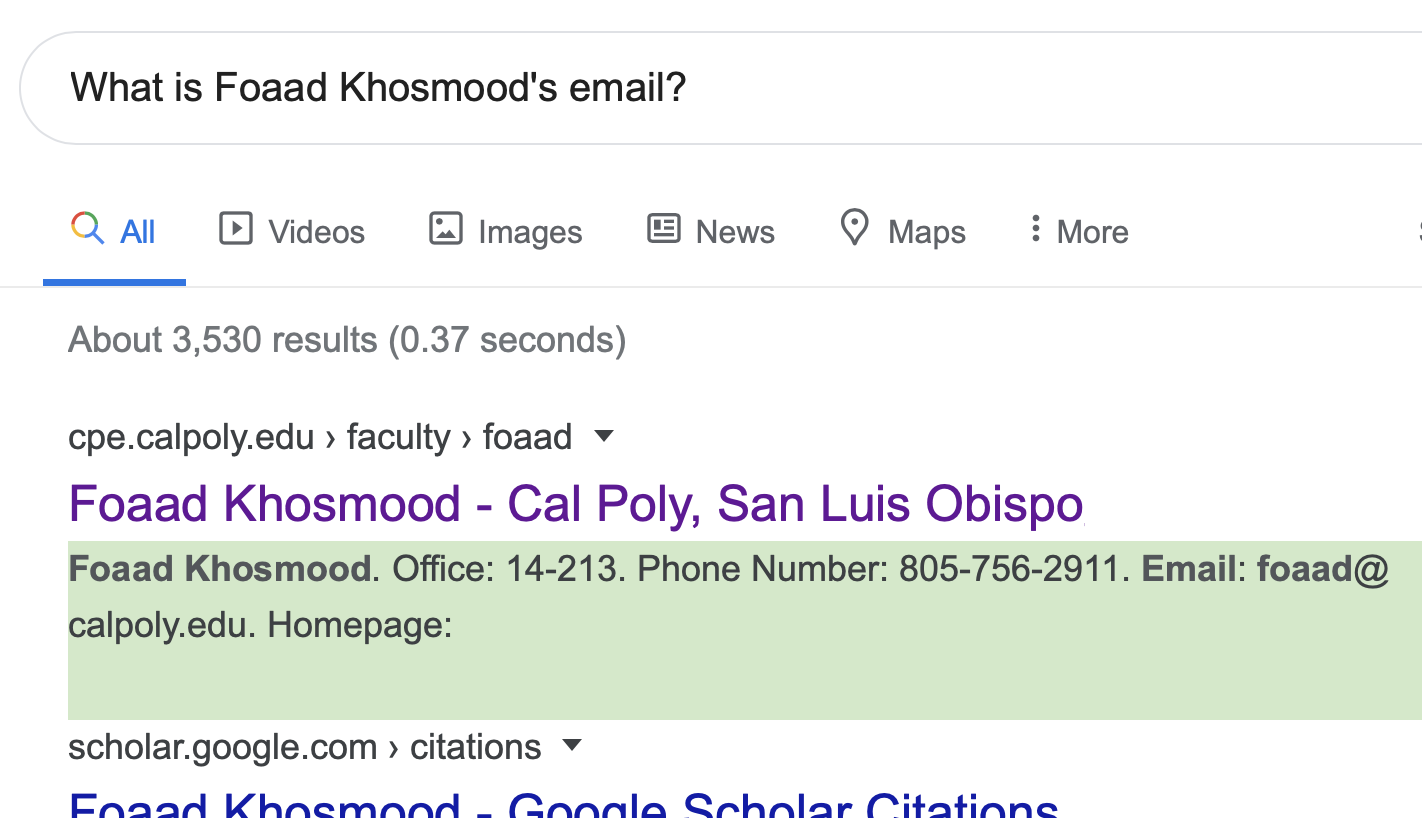 What is Foaad Khosmood's email?
All Videos Images News Maps More
About 3,530 results (0.37 seconds)
cpe.calpoly.edu › faculty › foaad
Foaad Khosmood - Cal Poly, San Luis Obispo
Foaad Khosmood. Office: 14-213. Phone Number: 805-756-2911. Email: foaad@
calpoly.edu. Homepage:
scholar.google.com › citations
Foaad Khosmood - Google Scholar Citations